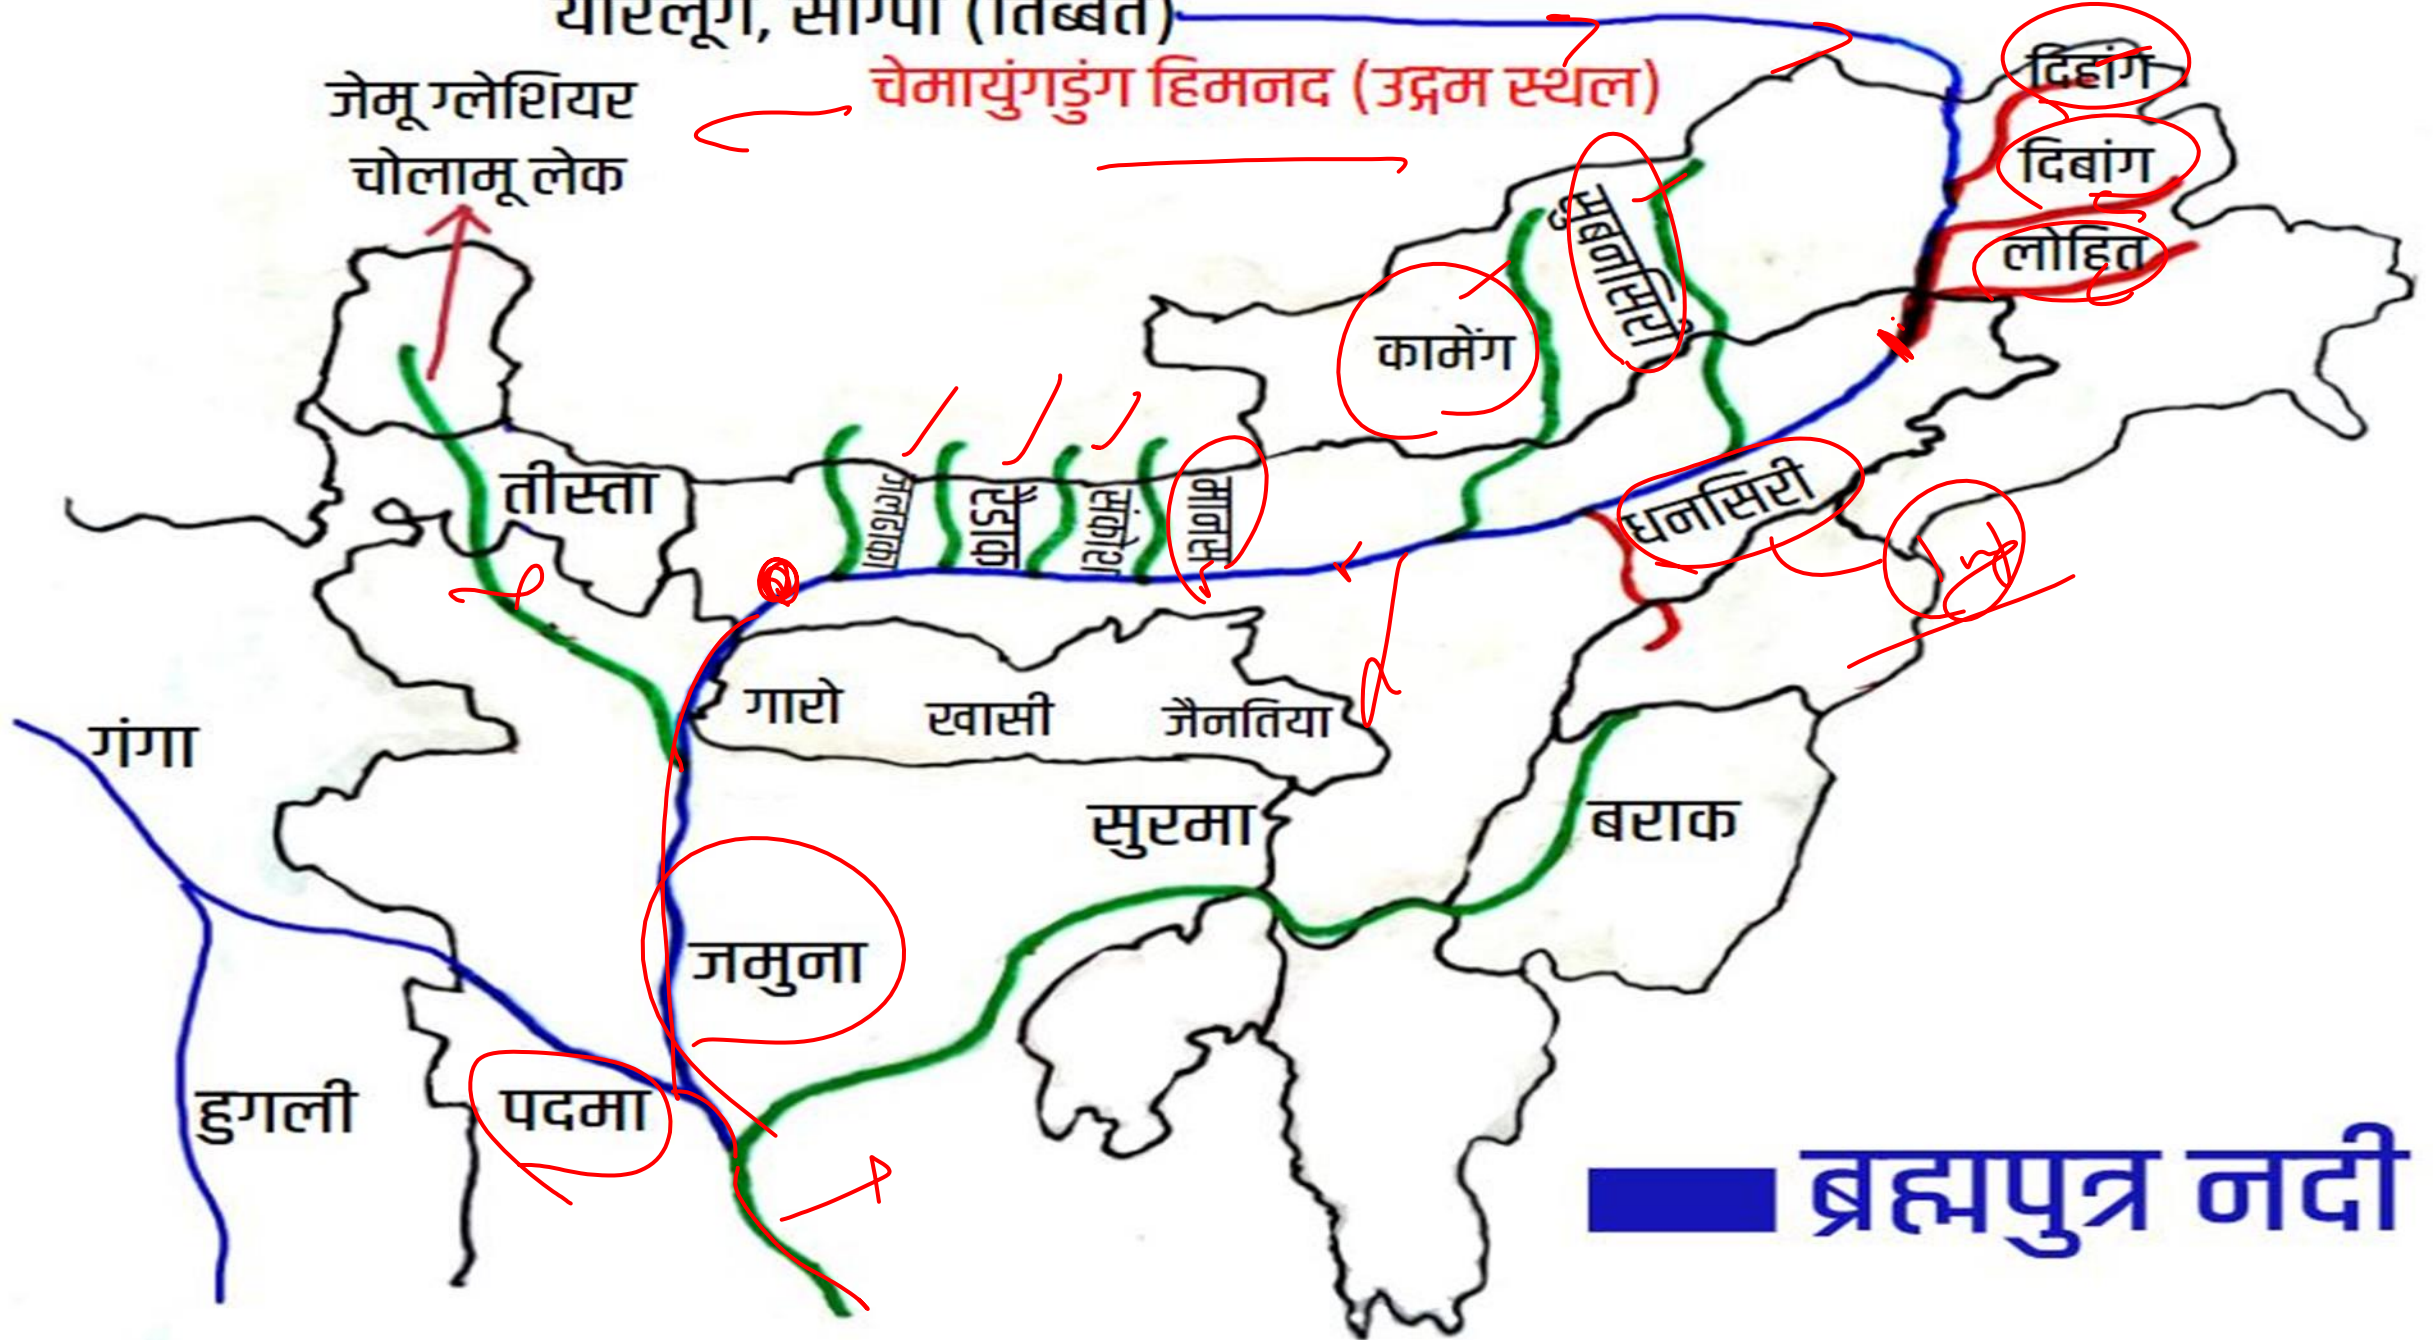 यारलूंग, सांग्पो (तिब्बत)
चेमायुंगडुंग हिमनद (उद्गम स्थल)
जेमू ग्लेशियर
चोलामू लेक
दिहांग
दिबांग
लोहित
सुबनसिरी
कामेंग
तीस्ता
जलढाका
रैडाक
संकोश
मानस
धनसिरी
गारो
खासी
जैनतिया
गंगा
सुरमा
बराक
जमुना
हुगली
पदमा
ब्रह्मपुत्र नदी